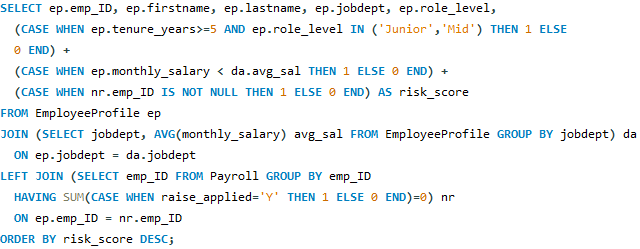 SELECT ep.emp_ID, ep.firstname, ep.lastname, ep.jobdept, ep.role_level,
(CASE WHEN ep.tenure_years>=5 AND ep.role_level IN ('Junior','Mid') THEN 1 ELSE
0 END) +
(CASE WHEN ep.monthly_salary < da.avg_sal THEN 1 ELSE 0 END) +
(CASE WHEN nr.emp_ID IS NOT NULL THEN 1 ELSE 0 END) AS risk_score
FROM EmployeeProfile ep
JOIN (SELECT jobdept, AVG(monthly_salary) avg_sal FROM EmployeeProfile GROUP BY jobdept) da
ON ep.jobdept = da.jobdept
LEFT JOIN (SELECT emp_ID FROM Payroll GROUP BY emp_ID
HAVING SUM(CASE WHEN raise_applied='Y' THEN 1 ELSE 0 END)=0) nr
ON ep.emp_ID = nr.emp_ID
ORDER BY risk_score DESC;